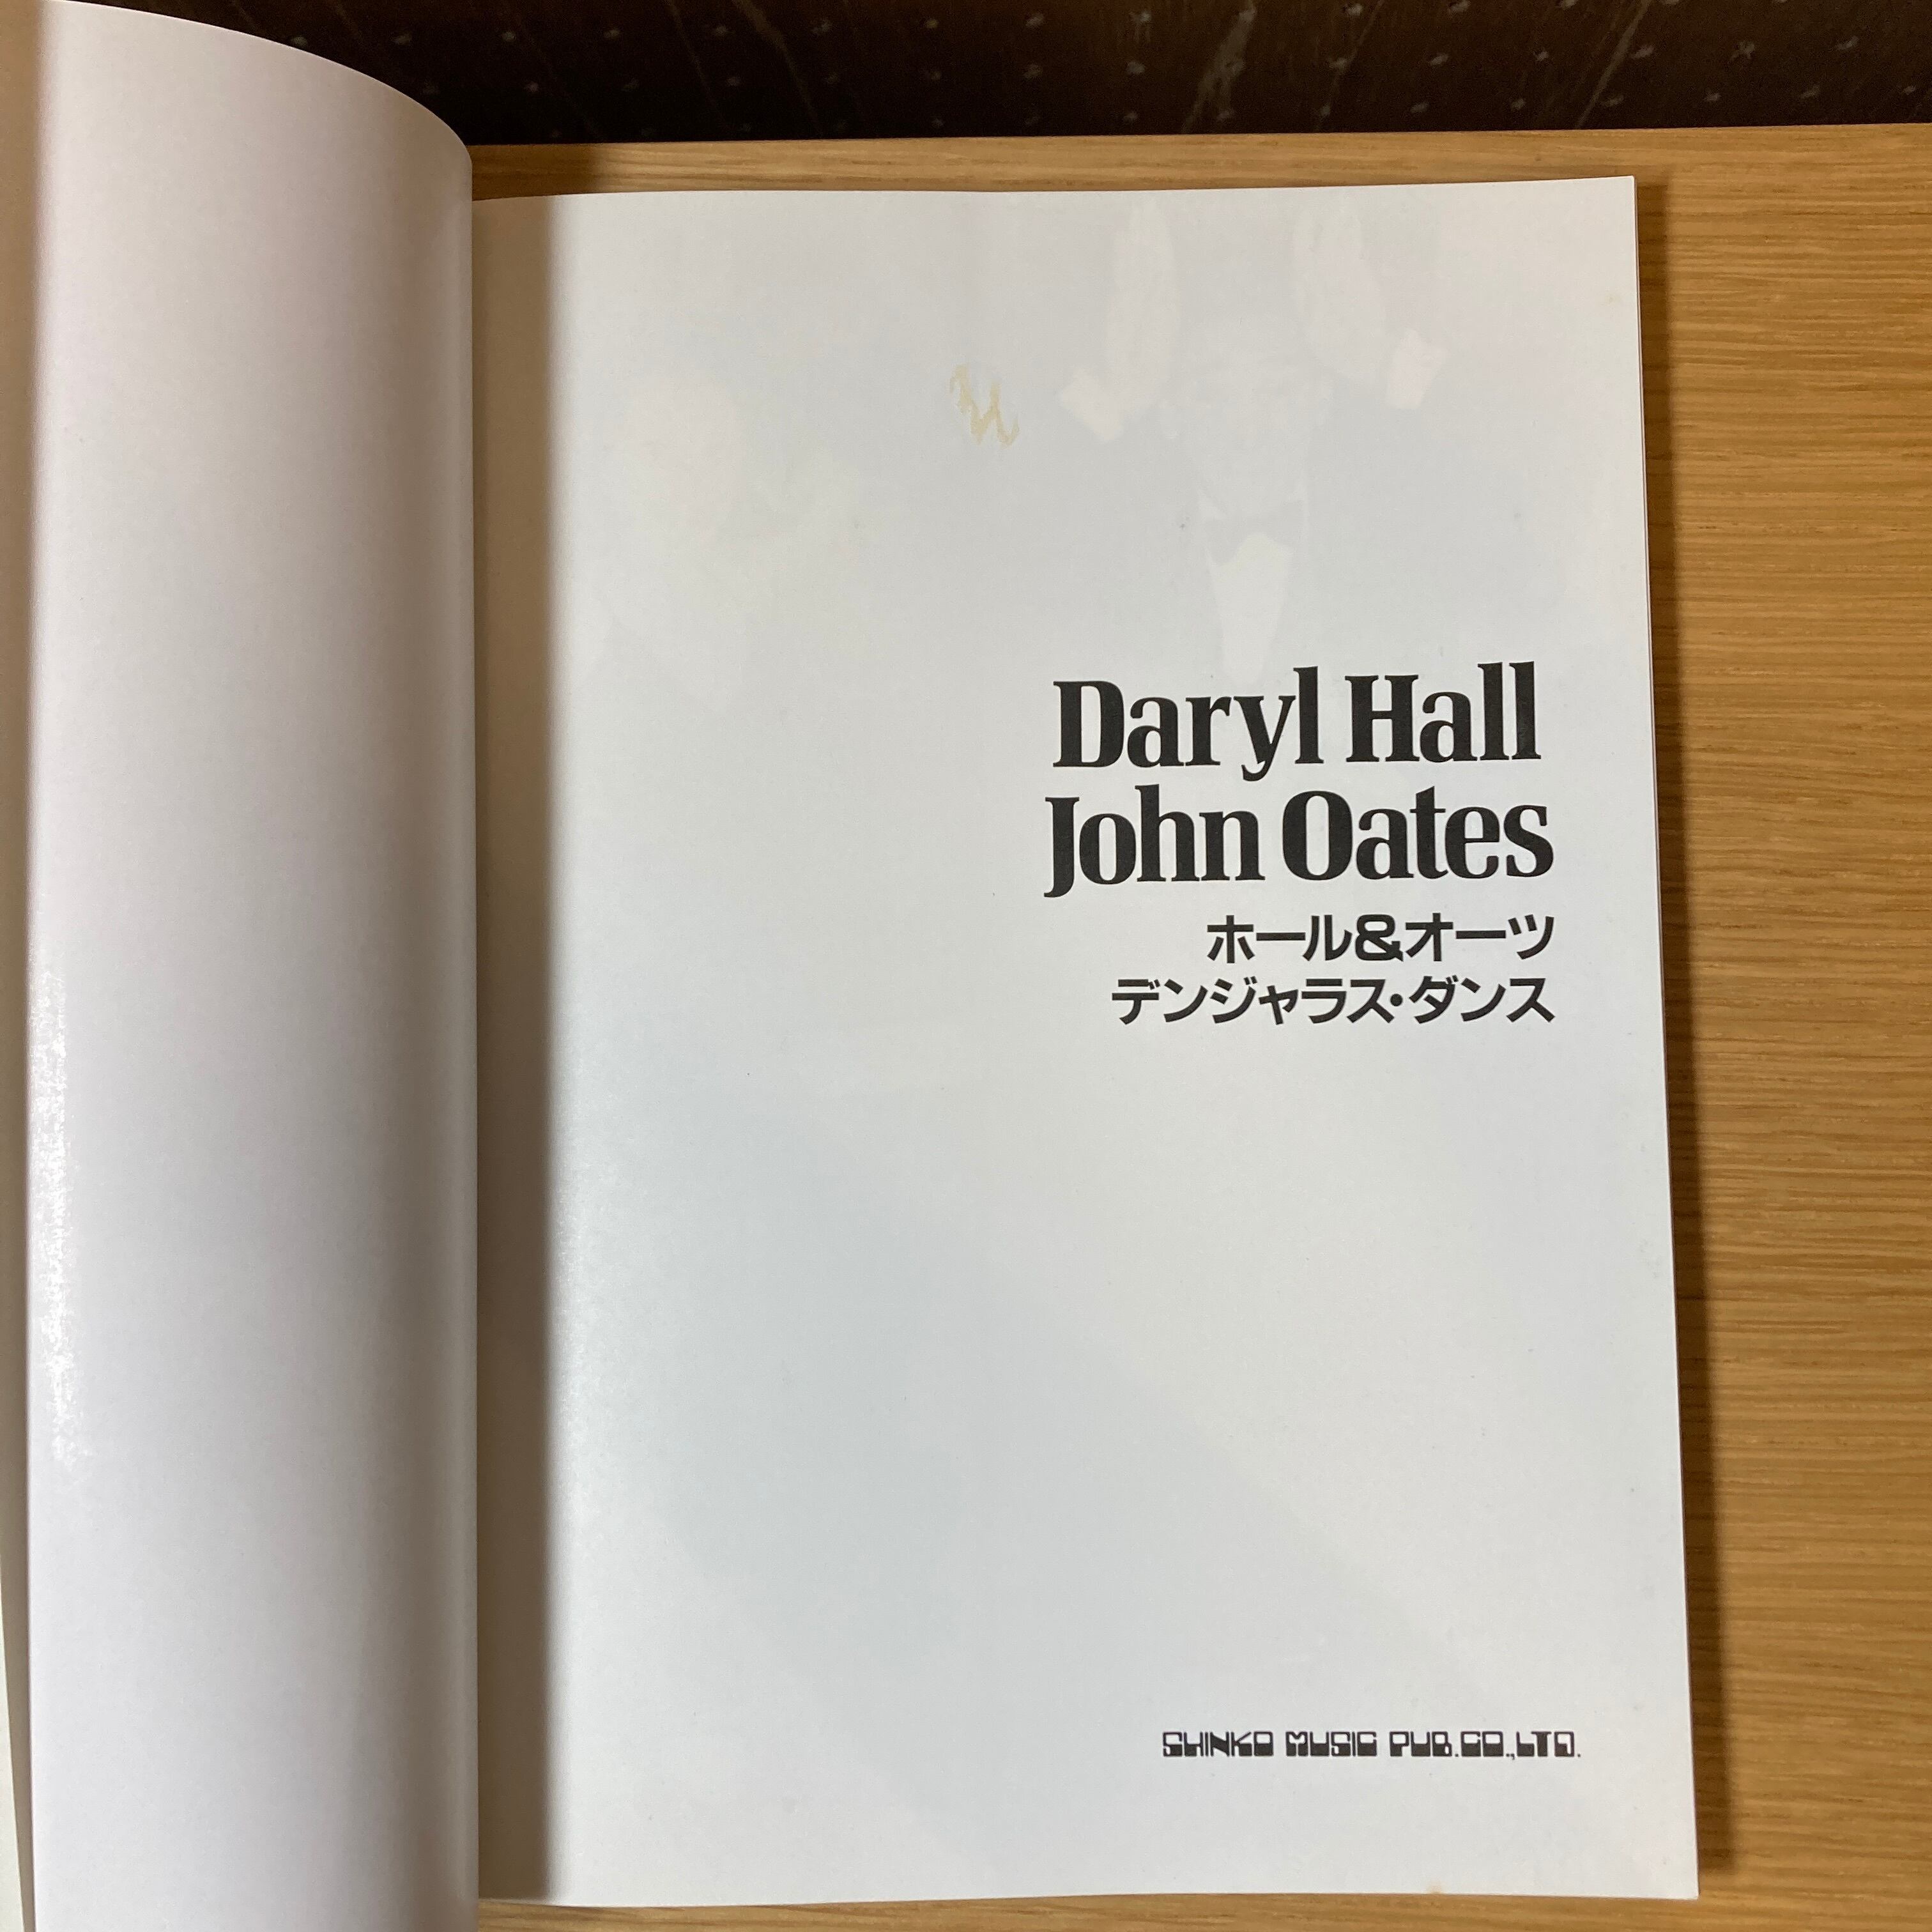 Daryl Hall
John Oates
ホール&オーツ
デンジャラス・ダンス
SHINKO MUSIC PUB.CO.,LTD.